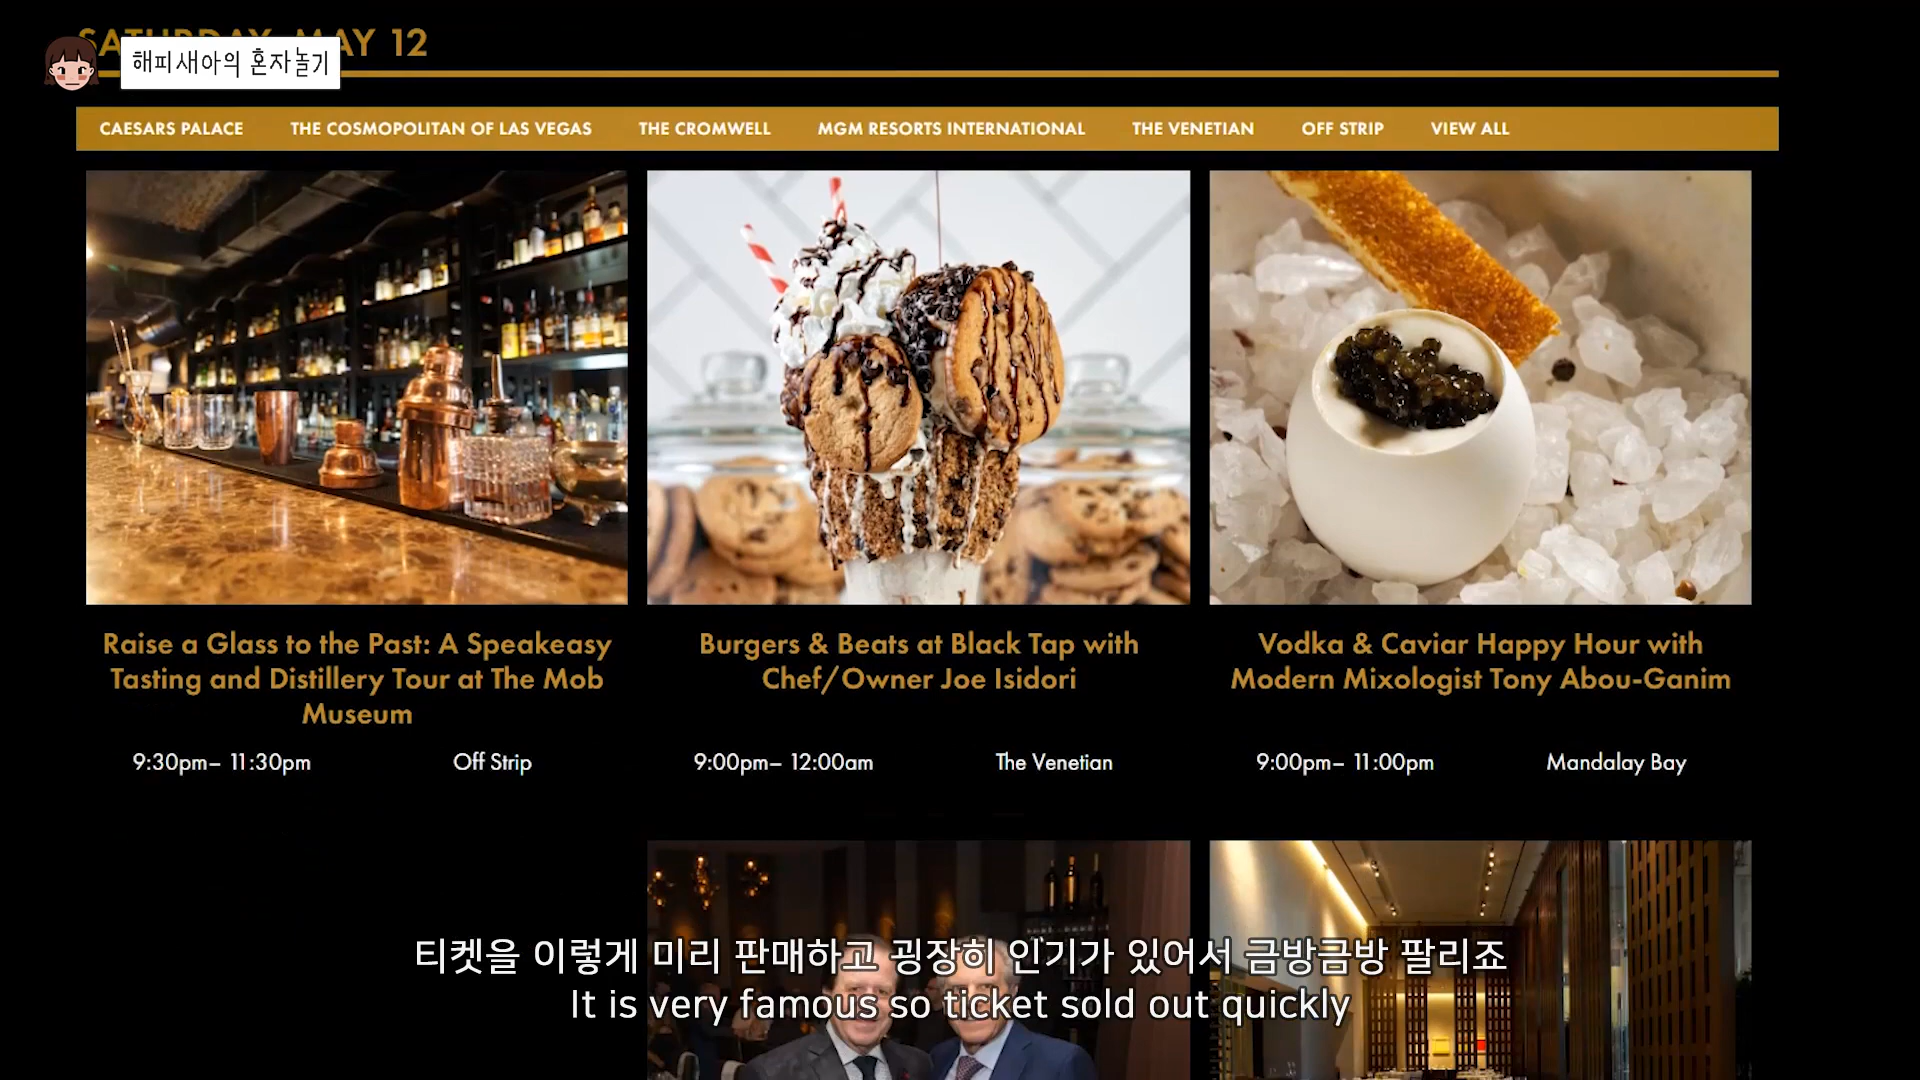 SATURDAY, MAY 12
해피새아의 혼자놀기
CAESARS PALACE THE COSMOPOLITAN OF LAS VEGAS THE CROMWELL MGM RESORTS INTERNATIONAL THE VENETIAN OFF STRIP VIEW ALL
Raise a Glass to the Past: A Speakeasy
Tasting and Distillery Tour at The Mob
Museum
9:30pm– 11:30pm Off Strip
Burgers & Beats at Black Tap with
Chef/Owner Joe Isidori
9:00pm– 12:00am The Venetian
Vodka & Caviar Happy Hour with
Modern Mixologist Tony Abou-Ganim
9:00pm– 11:00pm Mandalay Bay
티켓을 이렇게 미리 판매하고 굉장히 인기가 있어서 금방금방 팔리죠
It is very famous so ticket sold out quickly